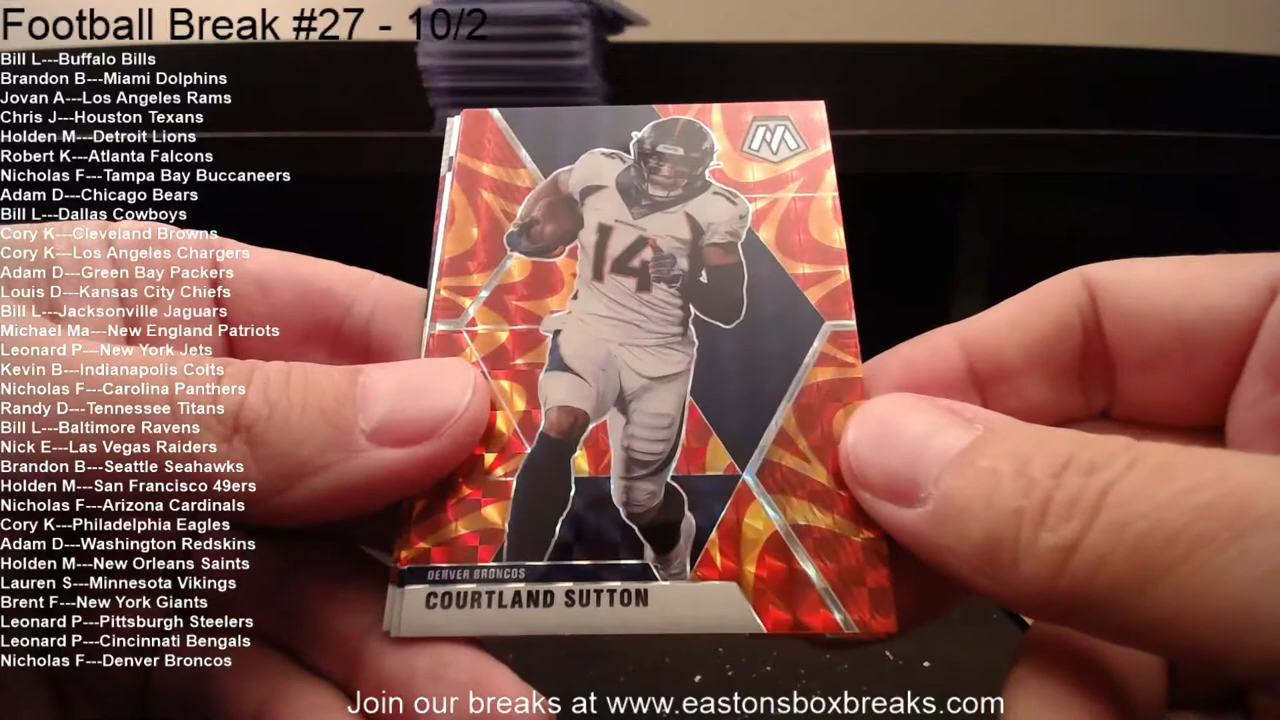 Football Break #27 - 10/2
Bill L---Buffalo Bills
Brandon B---Miami Dolphins
Jovan A---Los Angeles Rams
Chris J---Houston Texans
Holden M---Detroit Lions
Robert K---Atlanta Falcons
Nicholas F---Tampa Bay Buccaneers
Adam D---Chicago Bears
Bill L---Dallas Cowboys
Cory K---Cleveland Browns
Cory K---Los Angeles Chargers
Adam D---Green Bay Packers
Louis D---Kansas City Chiefs
Bill L---Jacksonville Jaguars
Michael Ma---New England Patriots
Leonard P---New York Jets
Kevin B---Indianapolis Colts
Nicholas F---Carolina Panthers
Randy D---Tennessee Titans
Bill L---Baltimore Ravens
Nick E---Las Vegas Raiders
Brandon B---Seattle Seahawks
Holden M---San Francisco 49ers
Nicholas F---Arizona Cardinals
Cory K---Philadelphia Eagles
Adam D---Washington Redskins
Holden M---New Orleans Saints
Lauren S---Minnesota Vikings
Brent F---New York Giants
Leonard P---Pittsburgh Steelers
Leonard P---Cincinnati Bengals
Nicholas F---Denver Broncos
M
14
14
DENVER BRONCOS
COURTLAND SUTTON
Join our breaks at www.eastonsboxbreaks.com